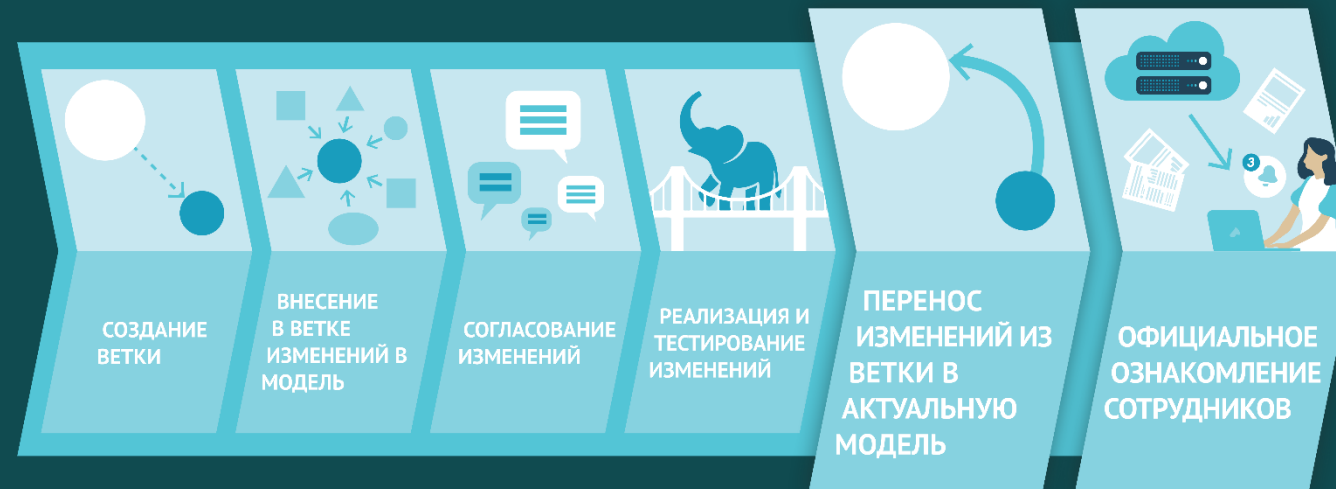 СОЗДАНИЕ
ВЕТКИ
ВНЕСЕНИЕ
В ВЕТКЕ
ИЗМЕНЕНИЙ В
МОДЕЛЬ
СОГЛАСОВАНИЕ
ИЗМЕНЕНИЙ
РЕАЛИЗАЦИЯ И
ТЕСТИРОВАНИЕ
ИЗМЕНЕНИЙ
ПЕРЕНОС
ИЗМЕНЕНИЙ ИЗ
ВЕТКИ В
АКТУАЛЬНУЮ
МОДЕЛЬ
3
ОФИЦИАЛЬНОЕ
ОЗНАКОМЛЕНИЕ
СОТРУДНИКОВ